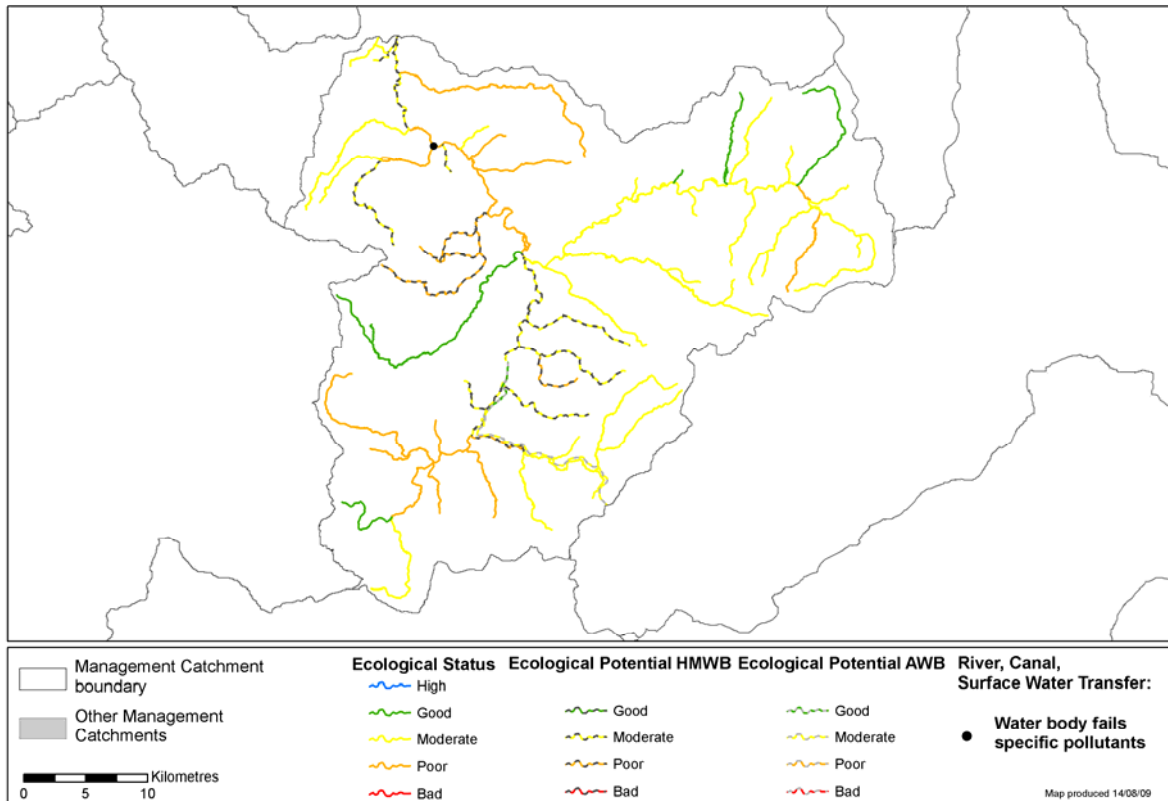 Management Catchment
boundary
Other Management
Catchments
Kilometres
0 5 10
Ecological Status
High
Good
Moderate
Poor
Bad
Ecological Potential HMWB
Good
Moderate
Poor
Bad
Ecological Potential AWB
Good
Moderate
Poor
Bad
River, Canal,
Surface Water Transfer:
Water body fails
specific pollutants
Map produced 14/08/09